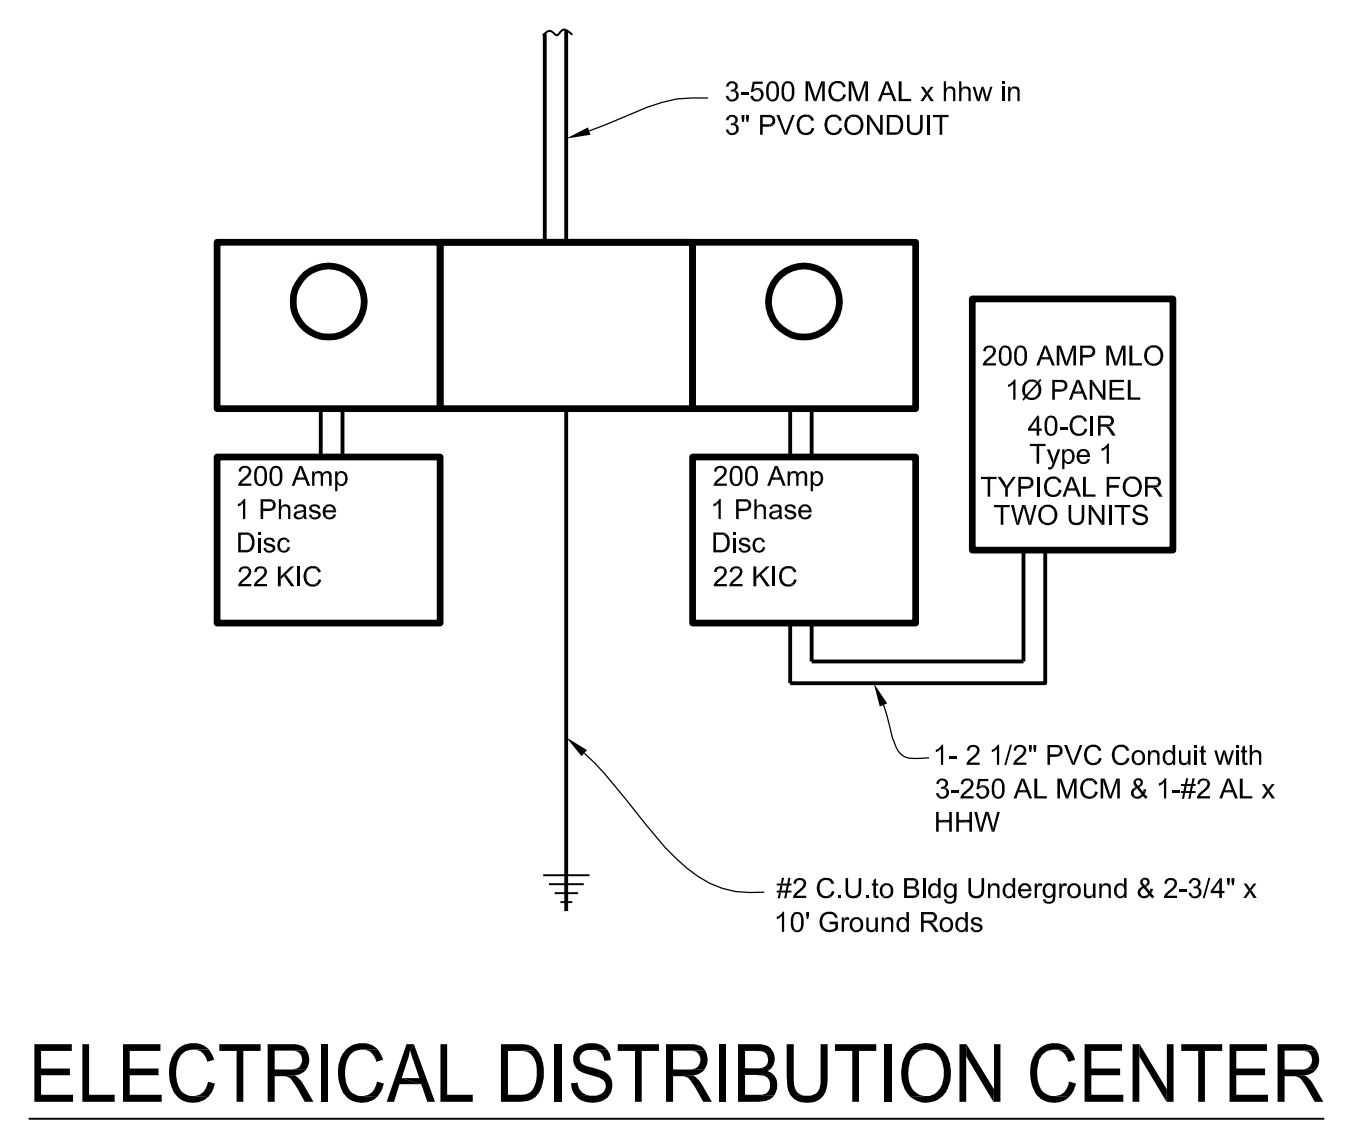 3-500 MCM AL x hhw in
3" PVC CONDUIT
200 AMP MLO
1Ø PANEL
40-CIR
Type 1
TYPICAL FOR
TWO UNITS
200 Amp
1 Phase
Disc
22 KIC
200 Amp
1 Phase
Disc
22 KIC
1- 2 1/2" PVC Conduit with
3-250 AL MCM & 1-#2 AL x
HHW
#2 C.U.to Bldg Underground & 2-3/4" x
10' Ground Rods
ELECTRICAL DISTRIBUTION CENTER